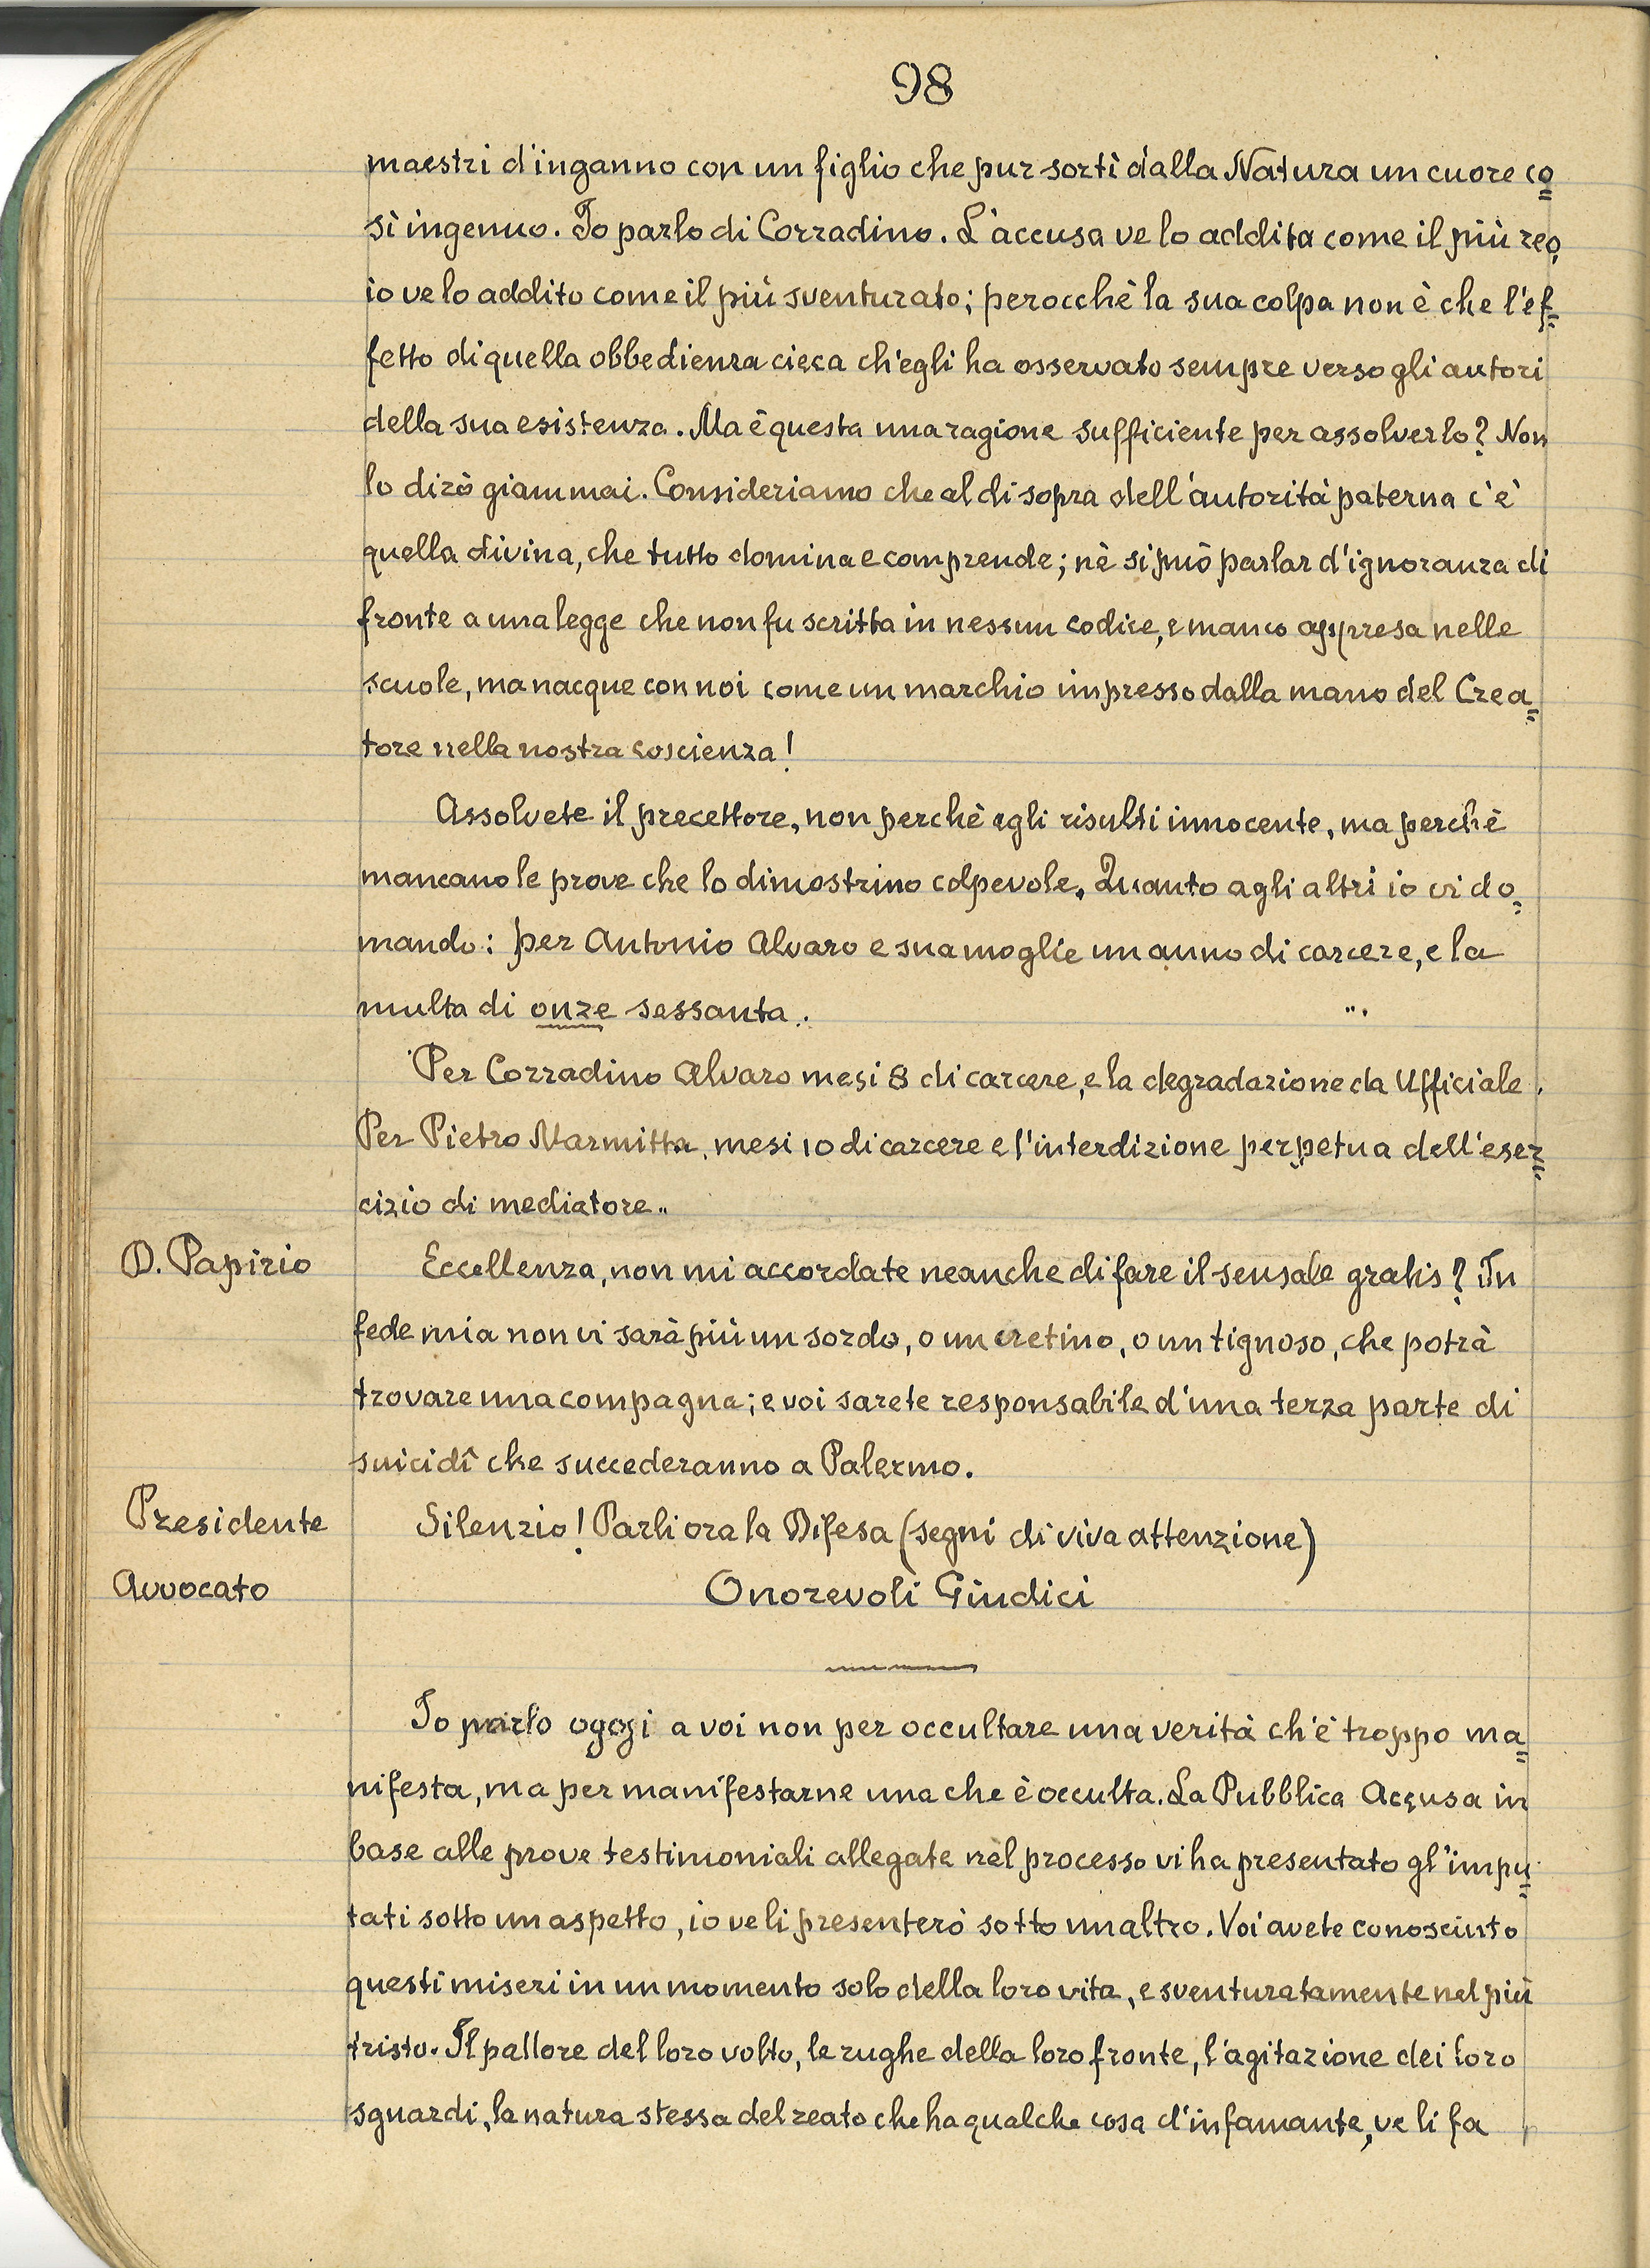 98
maestri d'inganno con un figlio che pur sortì dalla Natura un cuore co=
sì ingenuo. Io parlo di Corradino. L'accusa ve lo addita come il più reo,
io ve lo addito come il più sventurato; perocchè la sua colpa non è che l'ef=
fetto di quella obbedienza cieca ch'egli ha osservato sempre verso gli autori
della sua esistenza. Ma è questa una ragione sufficiente per assolverlo? Non
lo dirò giammai. Consideriamo che al di sopra dell'autorità paterna c'è
quella divina, che tutto domina e comprende; nè si può parlar d'ignoranza di
fronte a una legge che non fu scritta in nessun codice, e manco appresa nelle
scuole, ma nacque con noi come un marchio impresso dalla mano del Crea=
tore nella nostra coscienza!
Assolvete il precettore, non perchè egli risulti innocente, ma perchè
mancano le prove che lo dimostrino colpevole. Quanto agli altri io vi do=
mando: per Antonio Alvaro e sua moglie un anno di carcere, e la
multa di onze sessanta.
Per Corradino Alvaro mesi 8 di carcere, e la degradazione da Ufficiale.
Per Pietro Marmitta, mesi 10 di carcere e l'interdizione perpetua dell'eser=
cizio di mediatore„
D. Papirio Eccellenza, non mi accordate neanche di fare il sensale gratis? In
fede mia non vi sarà più un sordo, o un cretino, o un tignoso, che potrà
trovare una compagna; e voi sarete responsabile d'una terza parte di
suicidî che succederanno a Palermo.
Presidente Silenzio! Parli ora la Difesa (segni di viva attenzione)
Avvocato Onorevoli Giudici
Io parlo oggi a voi non per occultare una verità ch'è troppo ma=
nifesta, ma per manifestarne una che è occulta. La Pubblica Accusa in
base alle prove testimoniali allegate nel processo vi ha presentato gl'impu=
tati sotto un aspetto, io ve li presenterò sotto un altro. Voi avete conosciuto
questi miseri in un momento solo della loro vita, e sventuratamente nel più
tristo. Il pallore del loro volto, le rughe della loro fronte, l'agitazione dei loro
sguardi, la natura stessa del reato che ha qualche cosa d'infamante, ve li fa